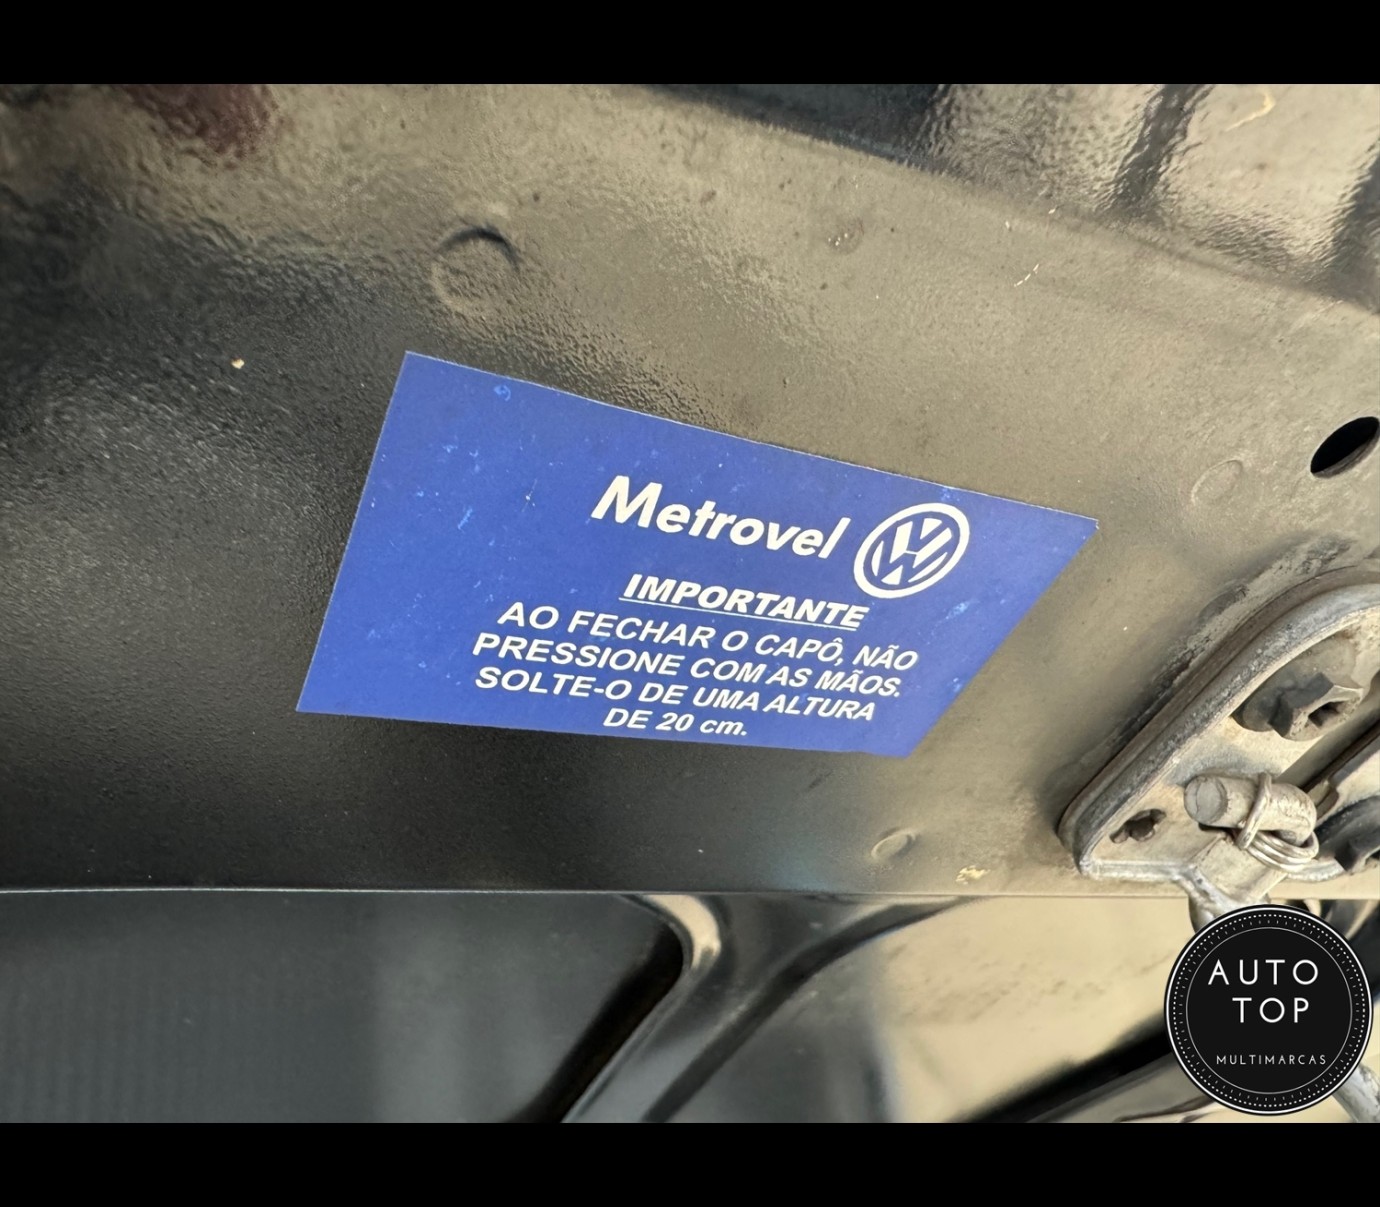 Metrovel
IMPORTANTE
AO FECHAR O CAPÔ, NÃO
PRESSIONE COM AS MÃOS.
SOLTE-O DE UMA ALTURA
DE 20 cm.
AUTO
TOP
MULTIMARCAS